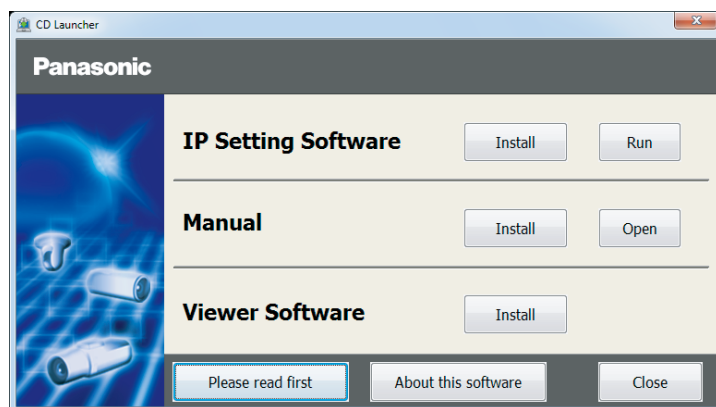 CD Launcher
Panasonic
IP Setting Software Install Run
Manual Install Open
Viewer Software Install
Please read first About this software Close